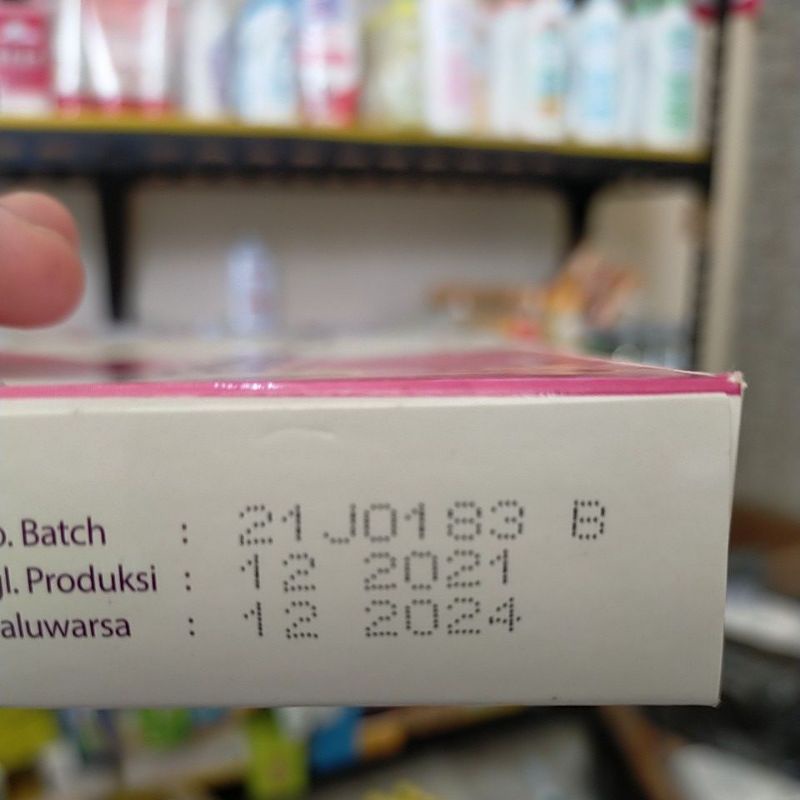 o. Batch : 21J0183 B
gl. Produksi : 12 2021
aluwarsa : 12 2024